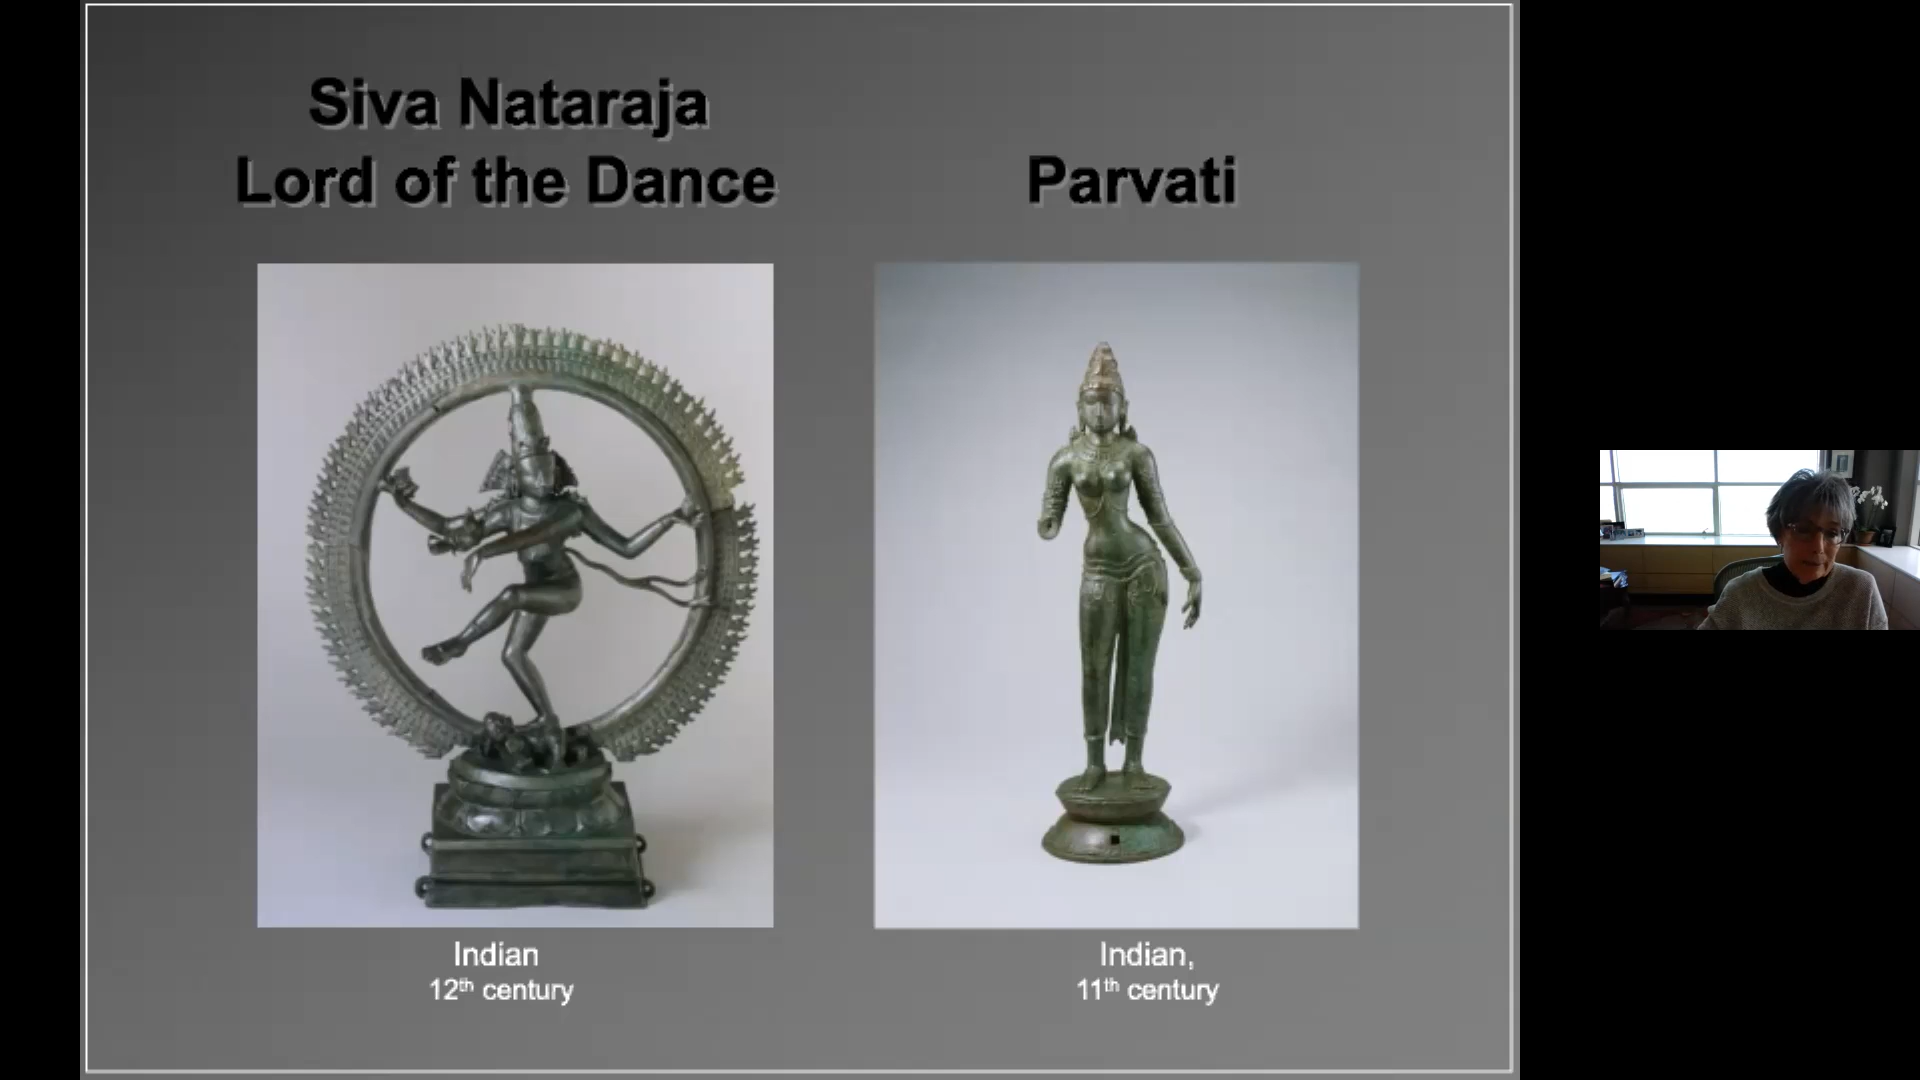 Siva Nataraja
Lord of the Dance
Parvati
Indian
12th century
Indian,
11th century